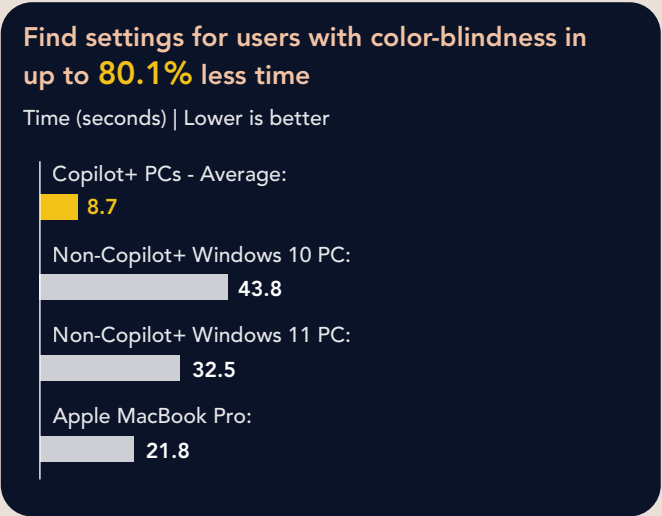 Find settings for users with color-blindness in
up to 80.1% less time
Time (seconds) | Lower is better
Copilot+ PCs - Average:
8.7
Non-Copilot+ Windows 10 PC:
43.8
Non-Copilot+ Windows 11 PC:
32.5
Apple MacBook Pro:
21.8